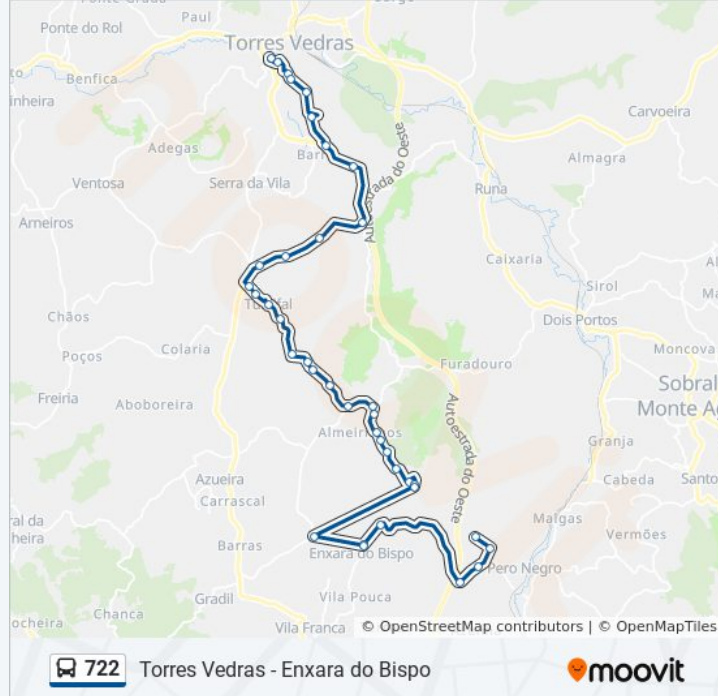 Paul
Ponte do Rol
Torres Vedras
Benfica
Carvoeira
Adegas
Almagra
Ventosa
Serra da Vila
Runa
Autoestrada do Oeste
Ameiros
Caixaria
Sirol
Chãos
Dois Portos
Colaria
Moncova
Poços
Furadouro
Sobral
Freiria
Aboboreira
Monte Ag
Autoestrada do Oeste
Granja
Azueira
Cabeda
Santo
Carrascal
Malgas
Vermões
Barras
Enxara do Bispo
Pero Negro
Vila Pouca
Gradil
Chanca
Vila Franca
© OpenStreetMap contributors | © OpenMapTiles
722 Torres Vedras - Enxara do Bispo
moovit